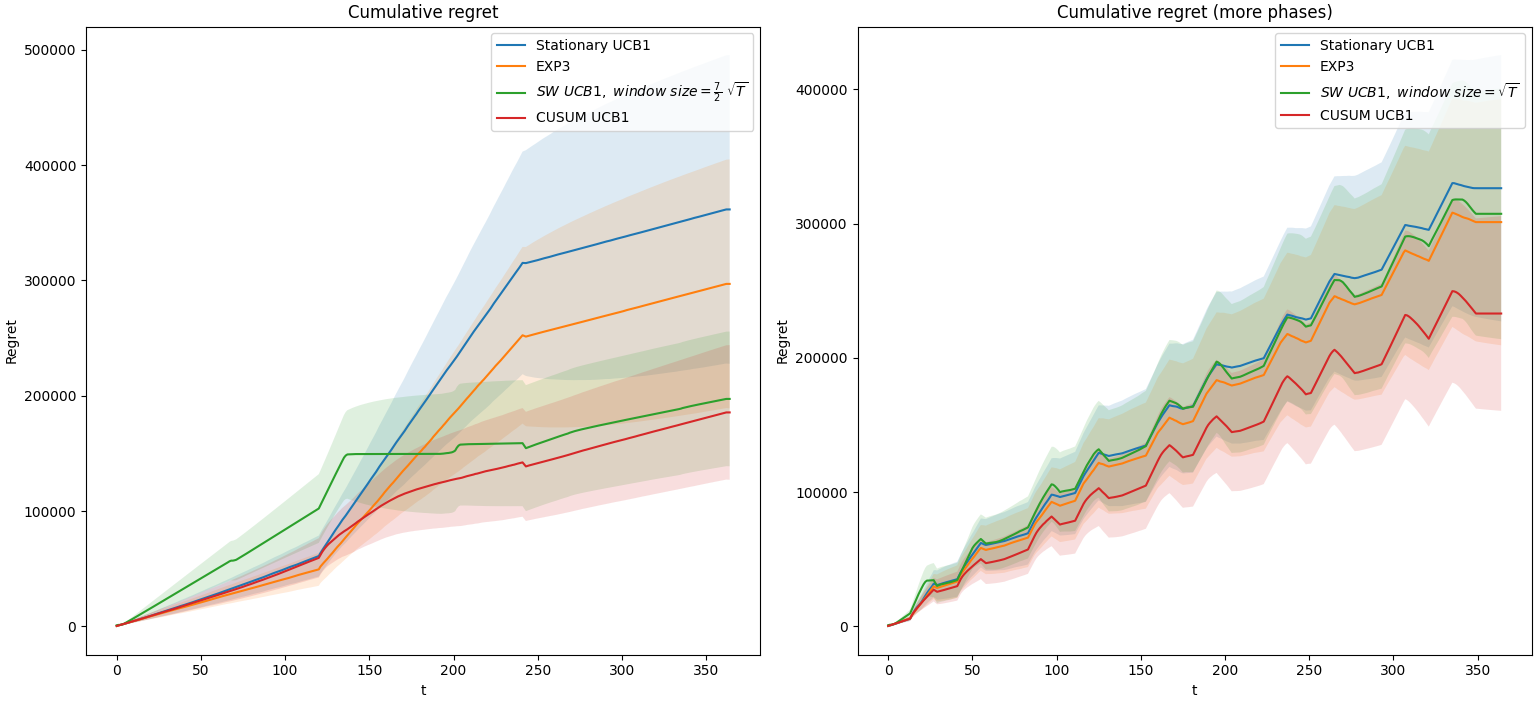 Cumulative regret
500000
400000
300000
200000
100000
0
Regret
0 50 100 150 200 250 300 350
t
Stationary UCB1
EXP3
SW UCB1, window size = 7/2 √T
CUSUM UCB1
Cumulative regret (more phases)
400000
300000
200000
100000
0
Regret
0 50 100 150 200 250 300 350
t
Stationary UCB1
EXP3
SW UCB1, window size = √T
CUSUM UCB1